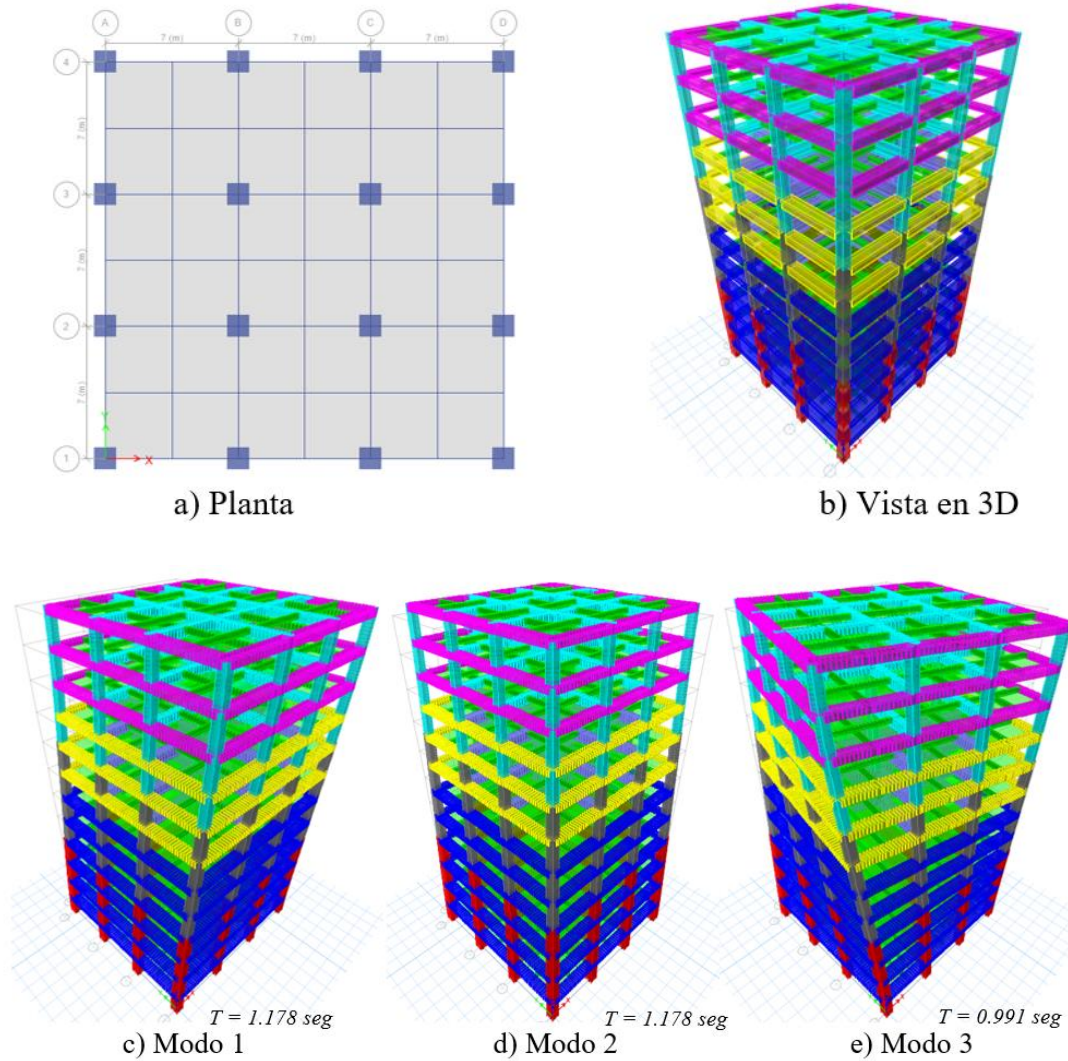 A B C D
7 (m) 7 (m) 7 (m)
4
7 (m)
3
7 (m)
2
7 (m)
Y
1
X
a) Planta
b) Vista en 3D
T = 1.178 seg
c) Modo 1
T = 1.178 seg
d) Modo 2
T = 0.991 seg
e) Modo 3